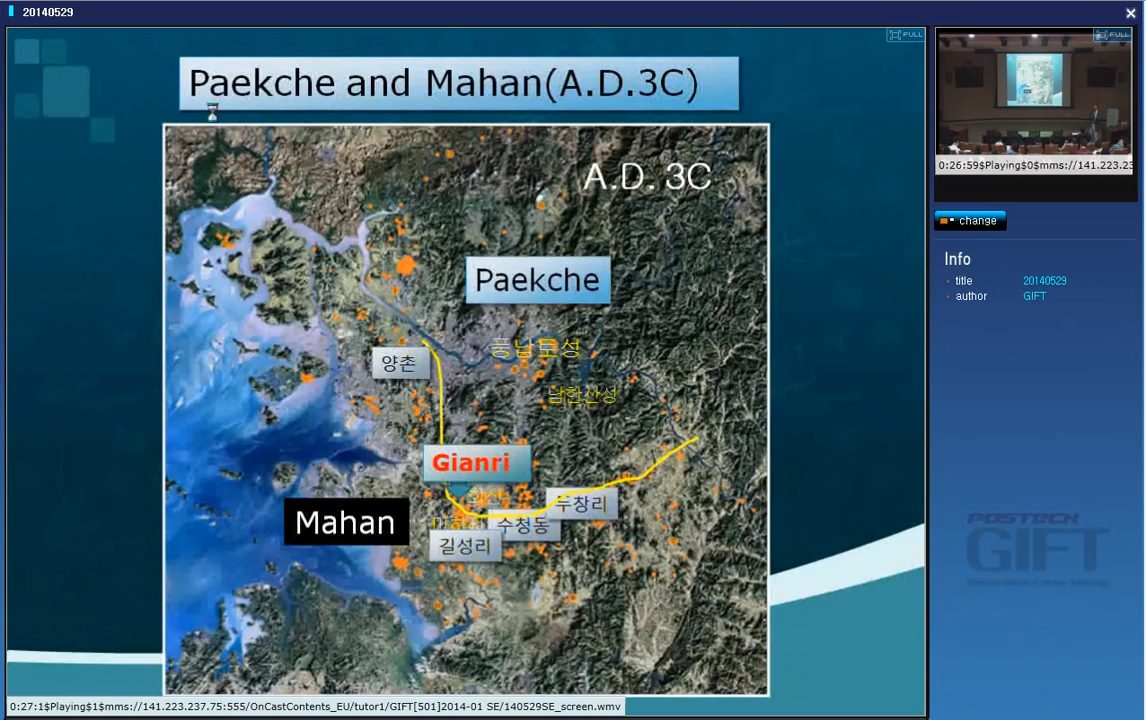 20140529
FULL
Paekche and Mahan(A.D.3C)
A.D. 3C
Paekche
풍납토성
양촌
남한산성
Gianri
두창리
Mahan
수청동
길성리
0:27:1$Playing$1$mms://141.223.237.75:555/OnCastContents_EU/tutor1/GIFT[501]2014-01 SE/140529SE_screen.wmv
FULL
0:26:59$Playing$0$mms://141.223.23
change
Info
title 20140529
author GIFT
POSTECH
GIFT